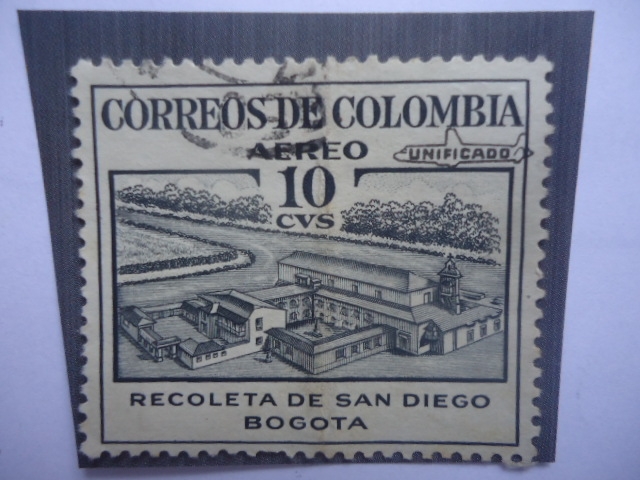 CORREOS DE COLOMBIA
AEREO
UNIFICADO
10
CVS
RECOLETA DE SAN DIEGO
BOGOTA